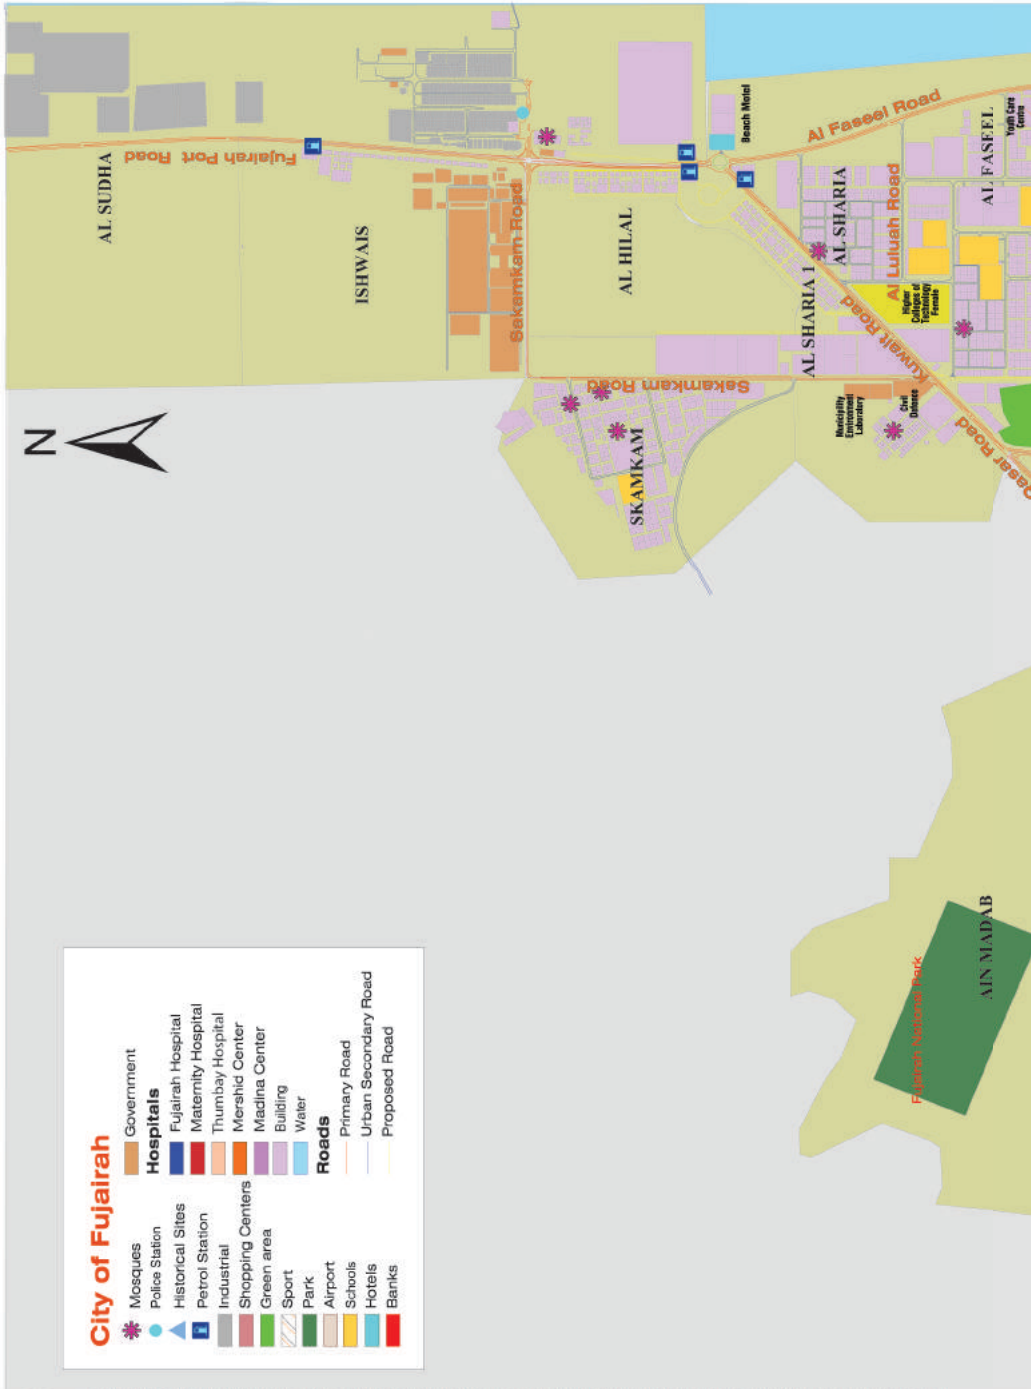 City of Fujairah
Mosques
Police Station
Historical Sites
Petrol Station
Industrial
Shopping Centers
Green area
Sport
Park
Airport
Schools
Hotels
Banks
Government
Hospitals
Fujairah Hospital
Maternity Hospital
Thumbay Hospital
Mershid Center
Madina Center
Building
Water
Roads
Primary Road
Urban Secondary Road
Proposed Road
N
AL SUDHA
Fujairah Port Road
ISHWAIS
Sakamkam Road
AL HILAL
Beach Motel
Al Faseel Road
AL FASEEL
Youth Care
Centre
AL SHARIA
Al Luluah Road
AL SHARIA 1
Higher
Colleges of
Technology
Female
Kuwait Road
Sakamkam Road
SKAMKAM
Municipality
Environment
Laboratory
Civil
Defence
Qasar Road
Fujairah National Park
AIN MADAB